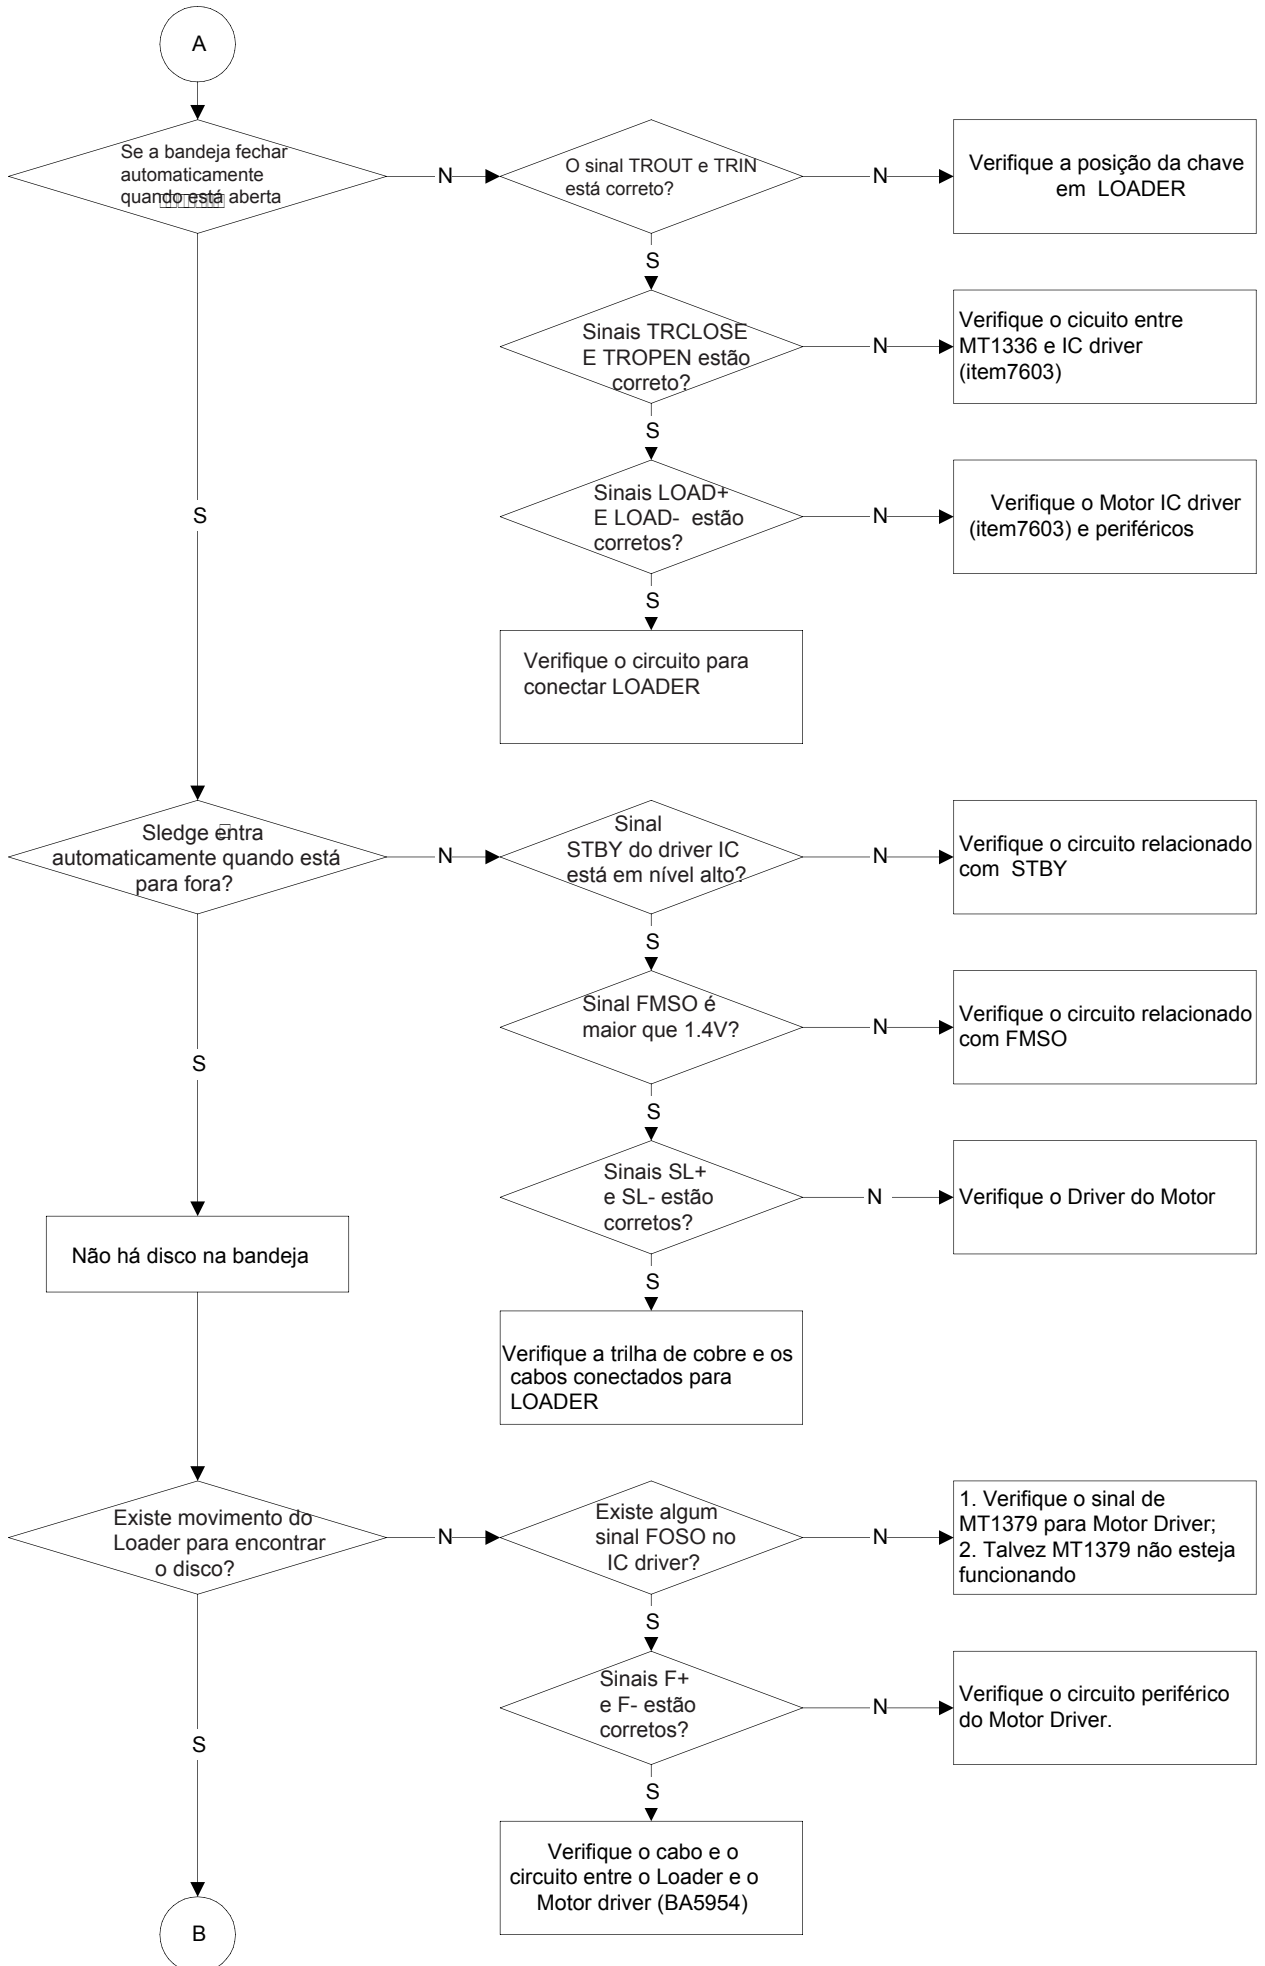 A
Se a bandeja fechar
automaticamente
quando está aberta
N
O sinal TROUT e TRIN
está correto?
N
Verifique a posição da chave
em LOADER
S
Sinais TRCLOSE
E TROPEN estão
correto?
N
Verifique o cicuito entre
MT1336 e IC driver
(item7603)
S
Sinais LOAD+
E LOAD- estão
corretos?
N
Verifique o Motor IC driver
(item7603) e periféricos
S
S
Verifique o circuito para
conectar LOADER
Sledge entra
automaticamente quando está
para fora?
N
Sinal
STBY do driver IC
está em nível alto?
N
Verifique o circuito relacionado
com STBY
S
Sinal FMSO é
maior que 1.4V?
N
Verifique o circuito relacionado
com FMSO
S
S
Sinais SL+
e SL- estão
corretos?
N
Verifique o Driver do Motor
Não há disco na bandeja
S
Verifique a trilha de cobre e os
cabos conectados para
LOADER
Existe movimento do
Loader para encontrar
o disco?
N
Existe algum
sinal FOSO no
IC driver?
N
1. Verifique o sinal de
MT1379 para Motor Driver;
2. Talvez MT1379 não esteja
funcionando
S
Sinais F+
e F- estão
corretos?
N
Verifique o circuito periférico
do Motor Driver.
S
S
Verifique o cabo e o
circuito entre o Loader e o
Motor driver (BA5954)
B